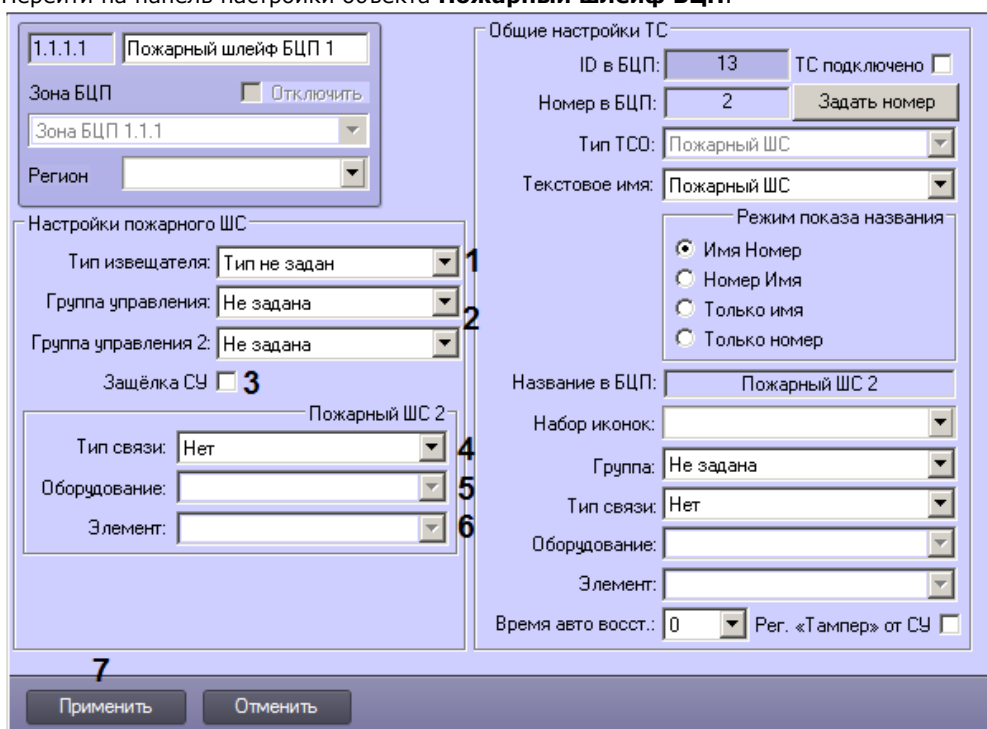 Перейти на панель настройки объекта Пожарный шлейф БЦП.
1.1.1.1 Пожарный шлейф БЦП 1
Зона БЦП Отключить
Зона БЦП 1.1.1
Регион
Настройки пожарного ШС
Тип извещателя: Тип не задан 1
Группа управления: Не задана
2
Группа управления 2: Не задана
Защёлка СУ 3
Пожарный ШС 2
Тип связи: Нет 4
Оборудование: 5
Элемент: 6
Общие настройки ТС
ID в БЦП: 13 ТС подключено
Номер в БЦП: 2 Задать номер
Тип ТСО: Пожарный ШС
Текстовое имя: Пожарный ШС
Режим показа названия
Имя Номер
Номер Имя
Только имя
Только номер
Название в БЦП: Пожарный ШС 2
Набор иконок:
Группа: Не задана
Тип связи: Нет
Оборудование:
Элемент:
Время авто восст.: 0 Рег. «Тампер» от СУ
7
Применить Отменить